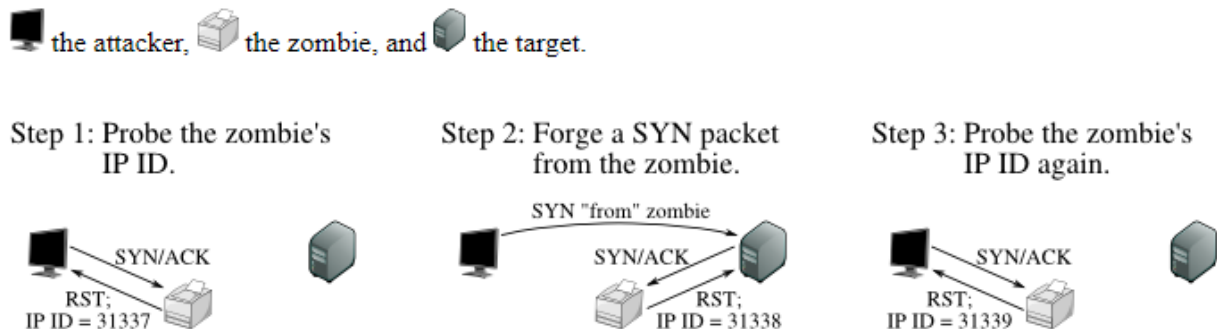 the attacker, the zombie, and the target.
Step 1: Probe the zombie's
IP ID.
SYN/ACK
RST;
IP ID = 31337
Step 2: Forge a SYN packet
from the zombie.
SYN "from" zombie
SYN/ACK
RST;
IP ID = 31338
Step 3: Probe the zombie's
IP ID again.
SYN/ACK
RST;
IP ID = 31339